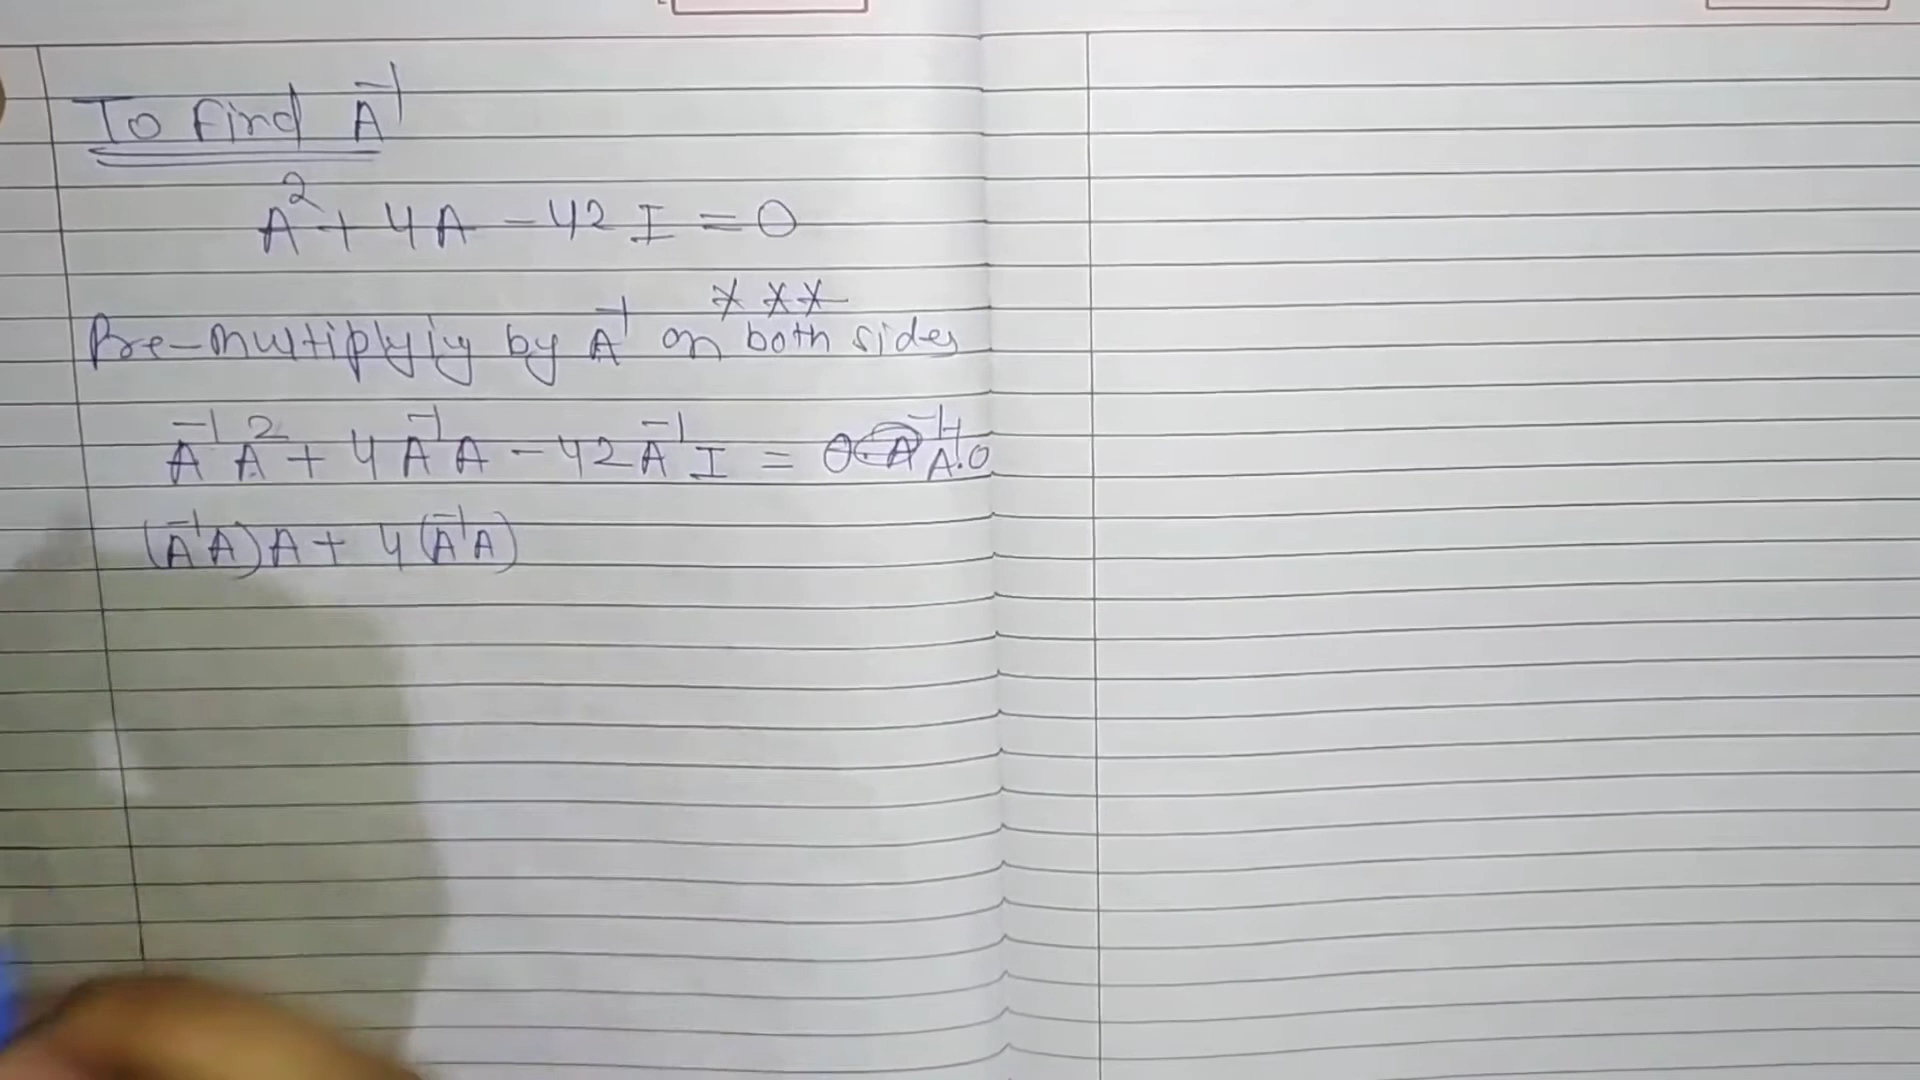 To Find A⁻¹
A² + 4A - 42 I = 0
* * *
Pre-multiplyiy by A⁻¹ on both sides
A⁻¹A² + 4A⁻¹A - 42A⁻¹I = A⁻¹.0
(A⁻¹A)A + 4(A⁻¹A)